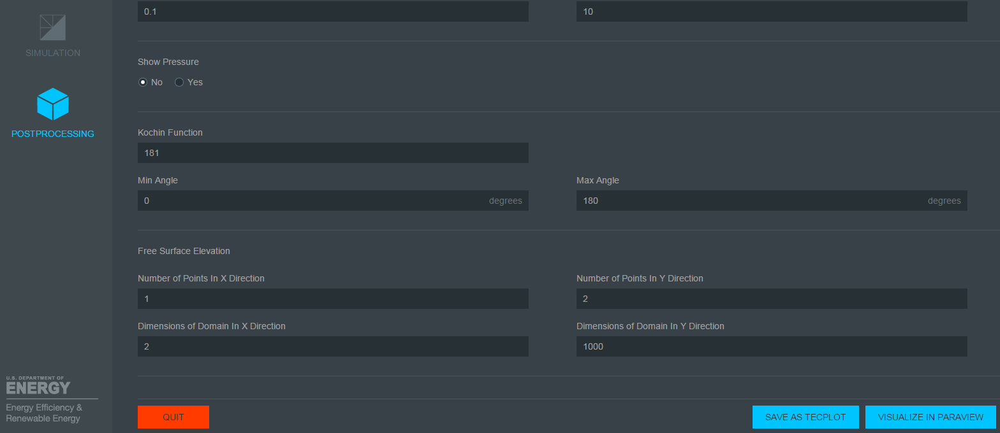 SIMULATION
POSTPROCESSING
U.S. DEPARTMENT OF
ENERGY
Energy Efficiency &
Renewable Energy
0.1 10
Show Pressure
No Yes
Kochin Function
181
Min Angle Max Angle
0 degrees 180 degrees
Free Surface Elevation
Number of Points In X Direction Number of Points In Y Direction
1 2
Dimensions of Domain In X Direction Dimensions of Domain In Y Direction
2 1000
QUIT SAVE AS TECPLOT VISUALIZE IN PARAVIEW